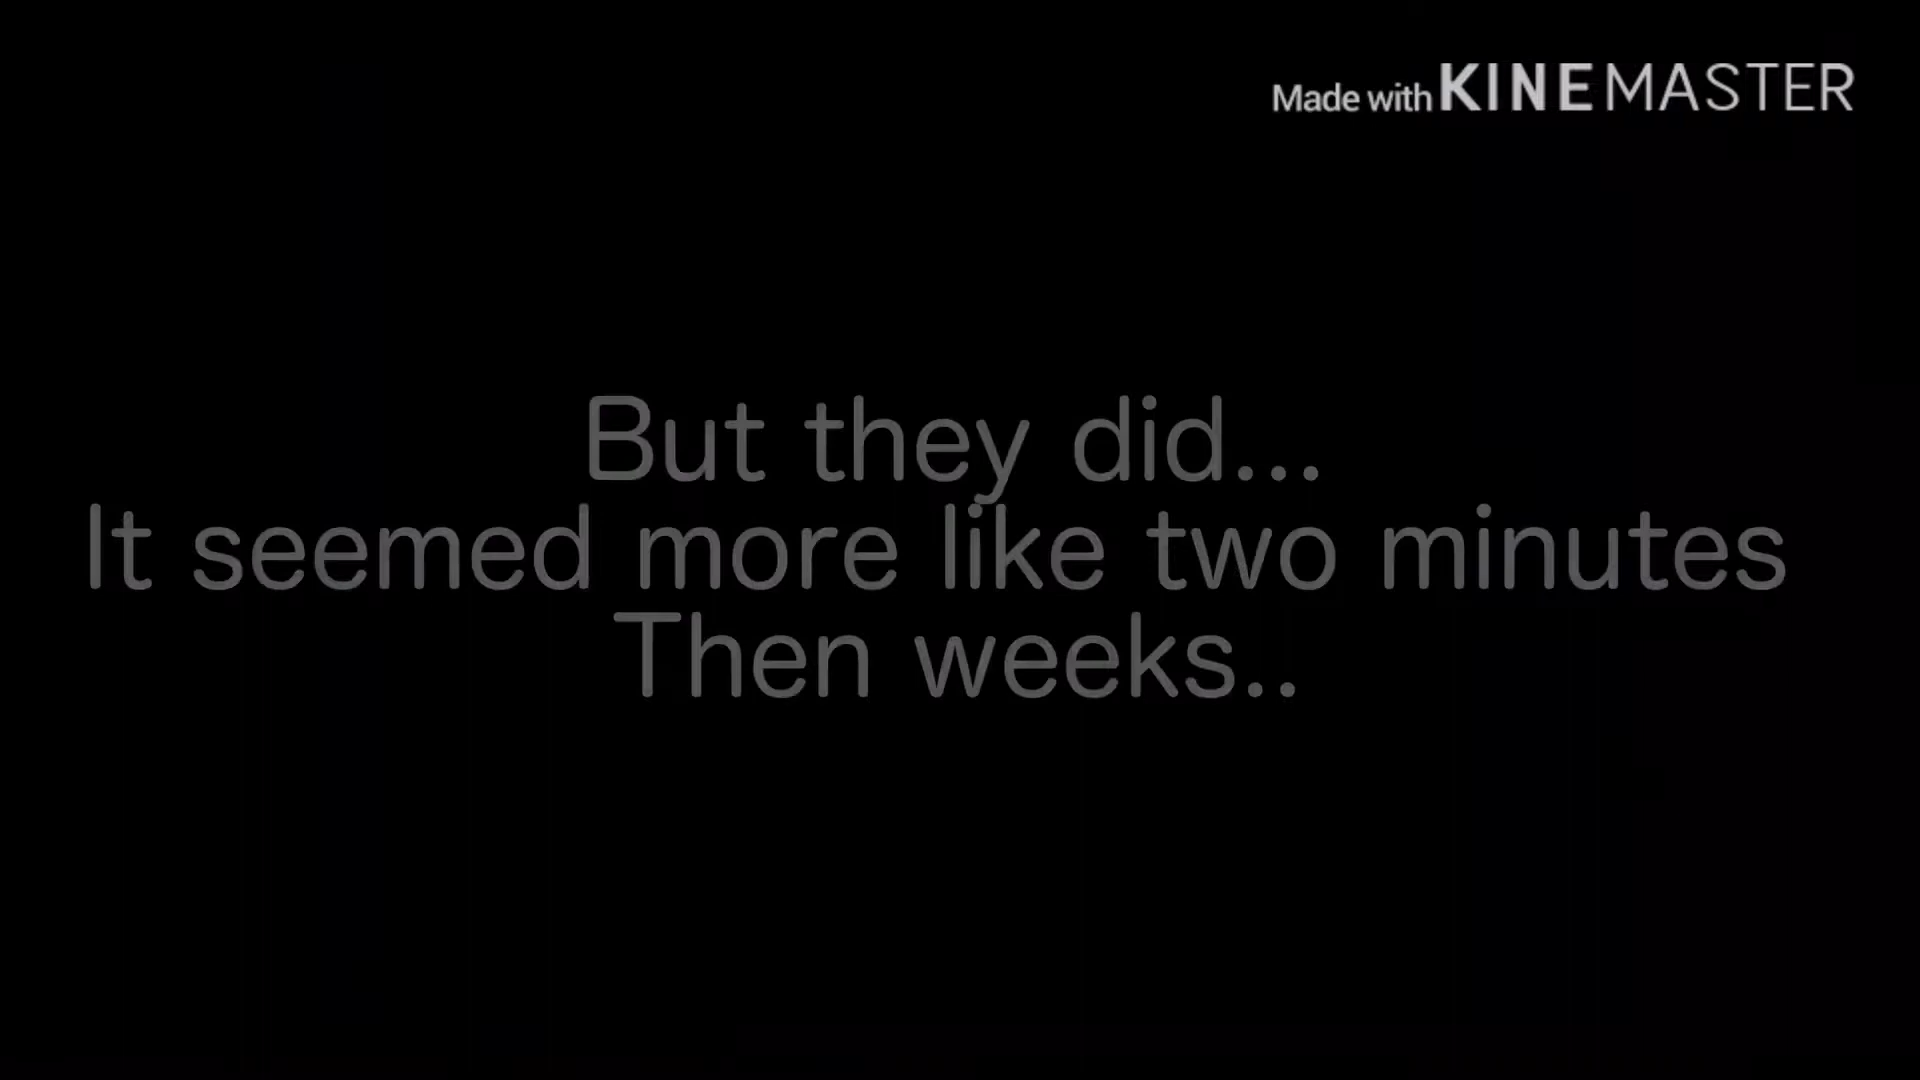 Made with KINEMASTER
But they did...
It seemed more like two minutes
Then weeks..